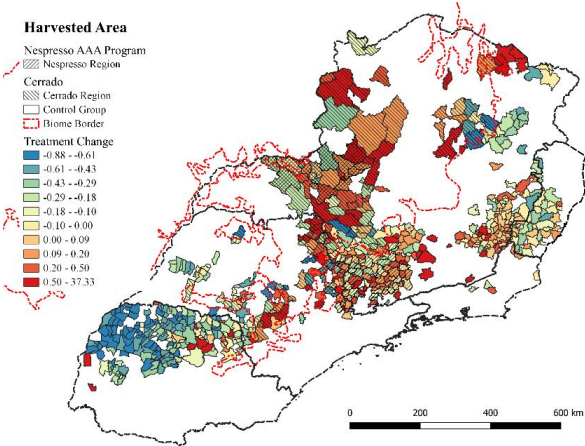 Harvested Area
Nespresso AAA Program
Nespresso Region
Cerrado
Cerrado Region
Control Group
Biome Border
Treatment Change
-0.88 - -0.61
-0.61 - -0.43
-0.43 - -0.29
-0.29 - -0.18
-0.18 - -0.10
-0.10 - 0.00
0.00 - 0.09
0.09 - 0.20
0.20 - 0.50
0.50 - 37.33
0 200 400 600 km